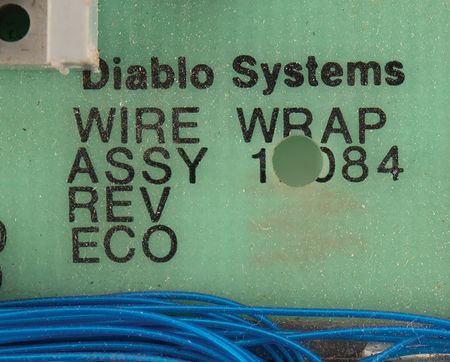 Diablo Systems
WIRE WRAP
ASSY
REV
ECO